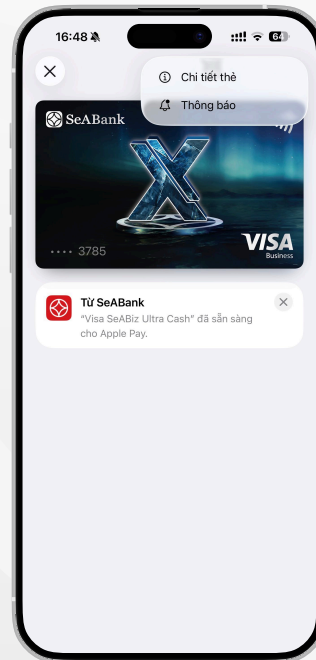 16:48
64
Chi tiết thẻ
Thông báo
SeABank
X
•••• 3785
VISA
Business
Từ SeABank
“Visa SeABiz Ultra Cash” đã sẵn sàng
cho Apple Pay.